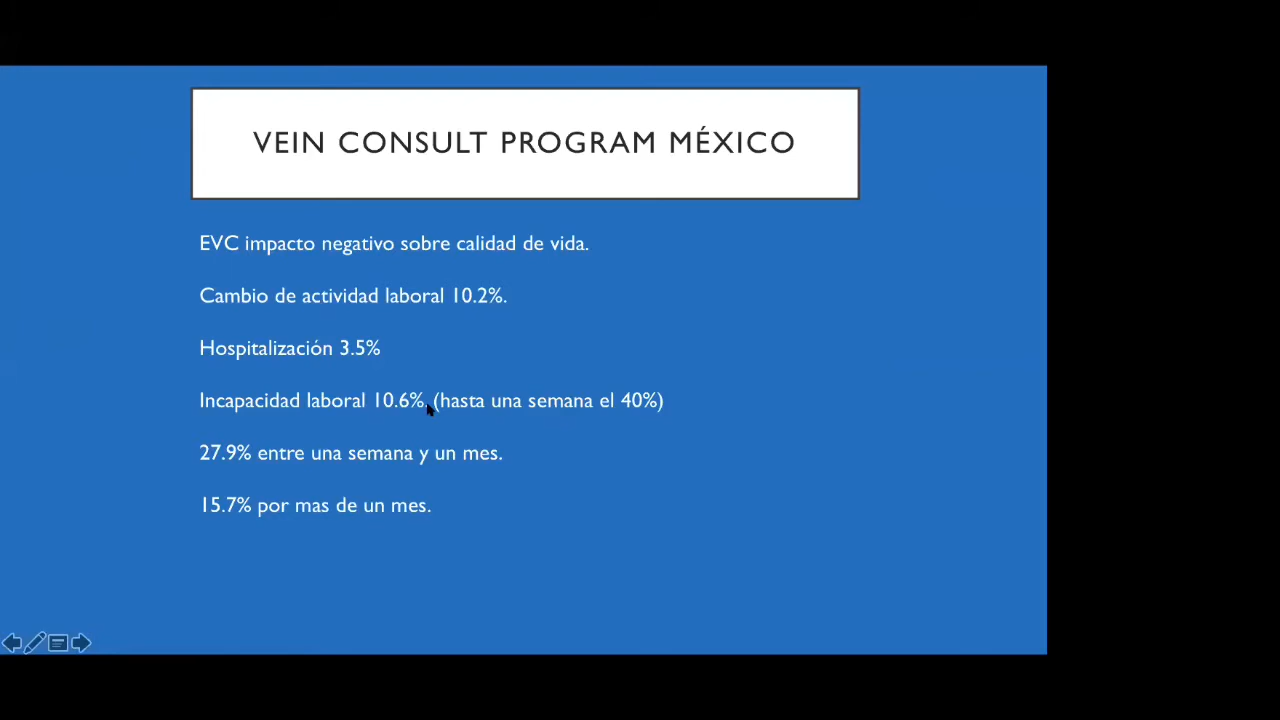 VEIN CONSULT PROGRAM MÉXICO
EVC impacto negativo sobre calidad de vida.
Cambio de actividad laboral 10.2%.
Hospitalización 3.5%
Incapacidad laboral 10.6%. (hasta una semana el 40%)
27.9% entre una semana y un mes.
15.7% por mas de un mes.